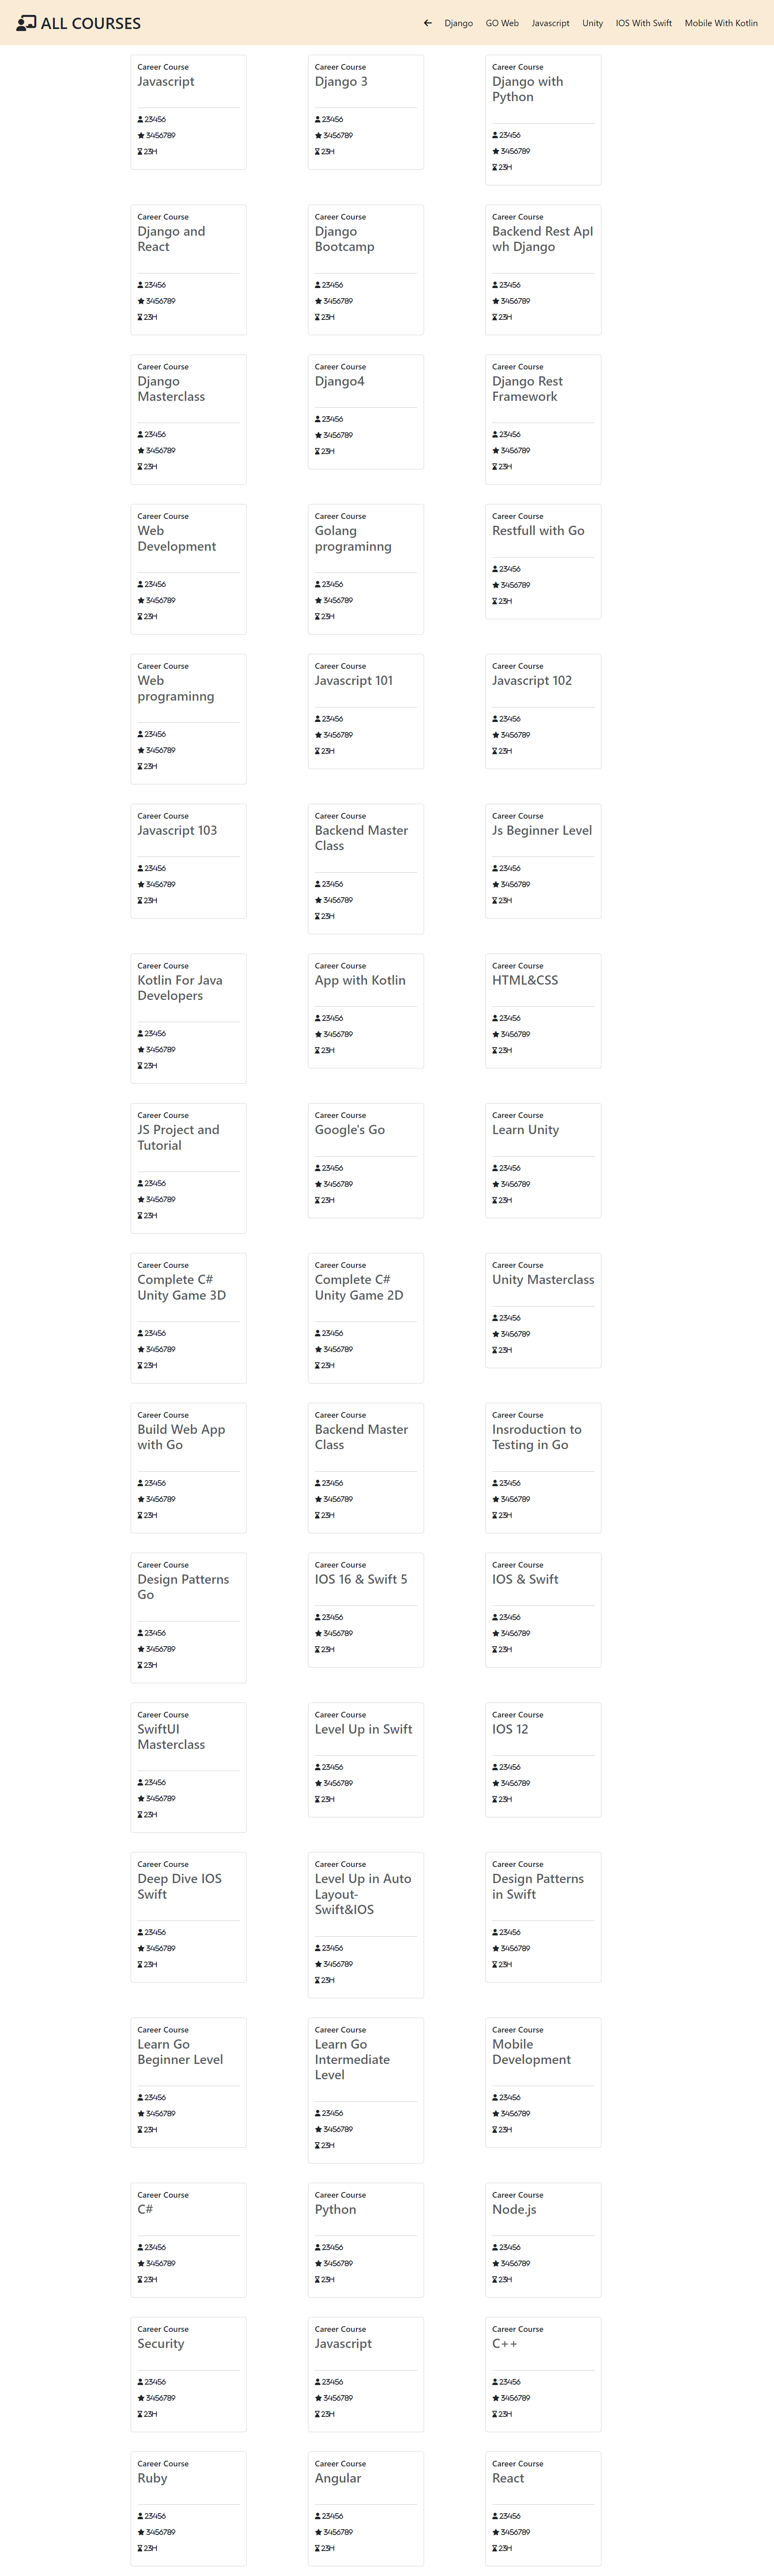 ALL COURSES
Django GO Web Javascript Unity IOS With Swift Mobile With Kotlin
Career Course
Javascript
23456
3456789
23H
Career Course
Django 3
23456
3456789
23H
Career Course
Django with
Python
23456
3456789
23H
Career Course
Django and
React
23456
3456789
23H
Career Course
Django
Bootcamp
23456
3456789
23H
Career Course
Backend Rest ApI
wh Django
23456
3456789
23H
Career Course
Django
Masterclass
23456
3456789
23H
Career Course
Django4
23456
3456789
23H
Career Course
Django Rest
Framework
23456
3456789
23H
Career Course
Web
Development
23456
3456789
23H
Career Course
Golang
programinng
23456
3456789
23H
Career Course
Restfull with Go
23456
3456789
23H
Career Course
Web
programinng
23456
3456789
23H
Career Course
Javascript 101
23456
3456789
23H
Career Course
Javascript 102
23456
3456789
23H
Career Course
Javascript 103
23456
3456789
23H
Career Course
Backend Master
Class
23456
3456789
23H
Career Course
Js Beginner Level
23456
3456789
23H
Career Course
Kotlin For Java
Developers
23456
3456789
23H
Career Course
App with Kotlin
23456
3456789
23H
Career Course
HTML&CSS
23456
3456789
23H
Career Course
JS Project and
Tutorial
23456
3456789
23H
Career Course
Google's Go
23456
3456789
23H
Career Course
Learn Unity
23456
3456789
23H
Career Course
Complete C#
Unity Game 3D
23456
3456789
23H
Career Course
Complete C#
Unity Game 2D
23456
3456789
23H
Career Course
Unity Masterclass
23456
3456789
23H
Career Course
Build Web App
with Go
23456
3456789
23H
Career Course
Backend Master
Class
23456
3456789
23H
Career Course
Insroduction to
Testing in Go
23456
3456789
23H
Career Course
Design Patterns
Go
23456
3456789
23H
Career Course
IOS 16 & Swift 5
23456
3456789
23H
Career Course
IOS & Swift
23456
3456789
23H
Career Course
SwiftUI
Masterclass
23456
3456789
23H
Career Course
Level Up in Swift
23456
3456789
23H
Career Course
IOS 12
23456
3456789
23H
Career Course
Deep Dive IOS
Swift
23456
3456789
23H
Career Course
Level Up in Auto
Layout-
Swift&IOS
23456
3456789
23H
Career Course
Design Patterns
in Swift
23456
3456789
23H
Career Course
Learn Go
Beginner Level
23456
3456789
23H
Career Course
Learn Go
Intermediate
Level
23456
3456789
23H
Career Course
Mobile
Development
23456
3456789
23H
Career Course
C#
23456
3456789
23H
Career Course
Python
23456
3456789
23H
Career Course
Node.js
23456
3456789
23H
Career Course
Security
23456
3456789
23H
Career Course
Javascript
23456
3456789
23H
Career Course
C++
23456
3456789
23H
Career Course
Ruby
23456
3456789
23H
Career Course
Angular
23456
3456789
23H
Career Course
React
23456
3456789
23H